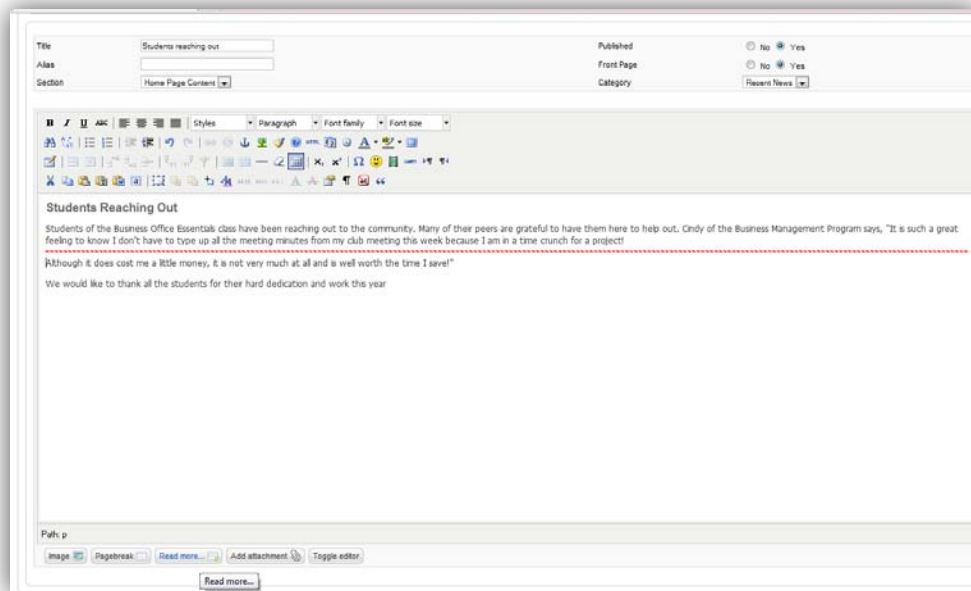 Title Students reaching out Published No Yes
Alias Front Page No Yes
Section Home Page Content Category Recent News
B I U ABC Styles Paragraph Font family Font size
HTML A
Students Reaching Out
Students of the Business Office Essentials class have been reaching out to the community. Many of their peers are grateful to have them here to help out. Cindy of the Business Management Program says, "It is such a great
feeling to know I don't have to type up all the meeting minutes from my club meeting this week because I am in a time crunch for a project!
Although it does cost me a little money, it is not very much at all and is well worth the time I save!"
We would like to thank all the students for their hard dedication and work this year
Path: p
Image Pagebreak Read more... Add attachment Toggle editor
Read more...